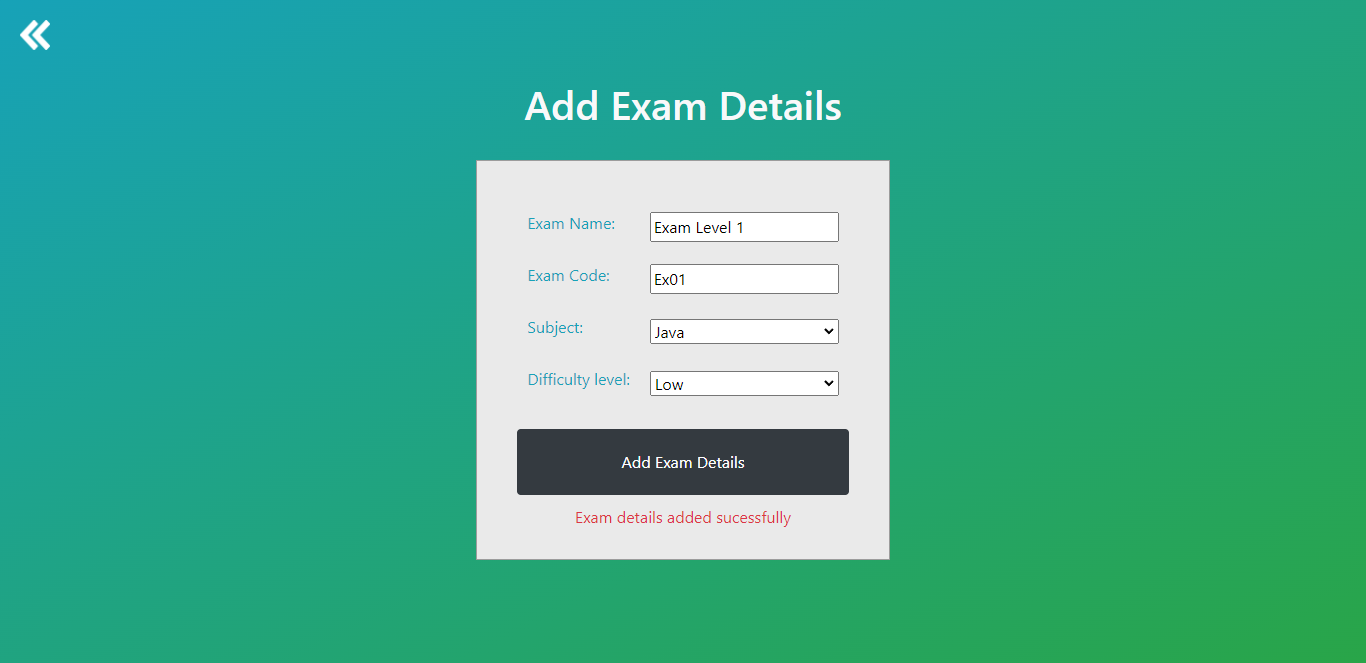 Add Exam Details
Exam Name: Exam Level 1
Exam Code: Ex01
Subject: Java
Difficulty level: Low
Add Exam Details
Exam details added sucessfully